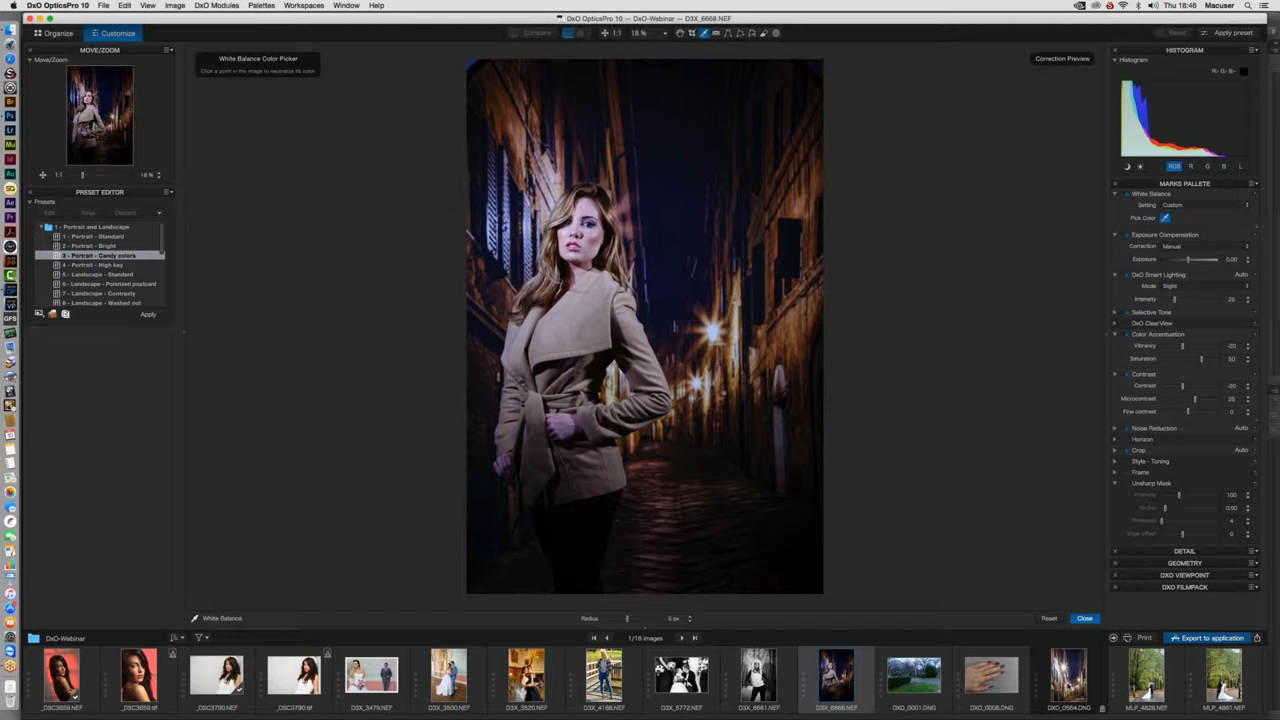 DxO OpticsPro 10 File Edit View Image DxO Modules Palettes Workspaces Window Help
Thu 18:46 Macuser
DxO OpticsPro 10 — DxO-Webinar — D3X_6668.NEF
Organize Customize
Compare 1:1 18 %
Reset Apply preset
MOVE/ZOOM
Move/Zoom
1:1 18 %
PRESET EDITOR
Presets
Edit Save Discard
1 - Portrait and Landscape
1 - Portrait - Standard
2 - Portrait - Bright
3 - Portrait - Candy colors
4 - Portrait - High key
5 - Landscape - Standard
6 - Landscape - Polarized postcard
7 - Landscape - Contrasty
8 - Landscape - Washed out
Apply
White Balance Color Picker
Click a point in the image to neutralize its color.
Correction Preview
HISTOGRAM
Histogram
R- G- B-
RGB R G B L
MARKS PALLETE
White Balance
Setting Custom
Pick Color
Exposure Compensation
Correction Manual
Exposure 0.00
DxO Smart Lighting Auto
Mode Slight
Intensity 25
Selective Tone
DxO ClearView
Color Accentuation
Vibrancy -20
Saturation 50
Contrast
Contrast -20
Microcontrast 25
Fine contrast 0
Noise Reduction Auto
Horizon
Crop Auto
Style - Toning
Frame
Unsharp Mask
Intensity 100
Radius 0.50
Threshold 4
Edge offset 0
DETAIL
GEOMETRY
DXO VIEWPOINT
DXO FILMPACK
White Balance
Radius 5 px
Reset Close
DxO-Webinar
1/16 images
Print Export to application
_DSC3659.NEF _DSC3659.tif _DSC3790.NEF _DSC3790.tif D3X_3479.NEF D3X_3500.NEF D3X_3520.NEF D3X_4188.NEF D3X_5772.NEF D3X_6661.NEF D3X_6668.NEF DXO_0001.DNG DXO_0006.DNG DXO_0564.DNG MLP_4828.NEF MLP_4861.NEF